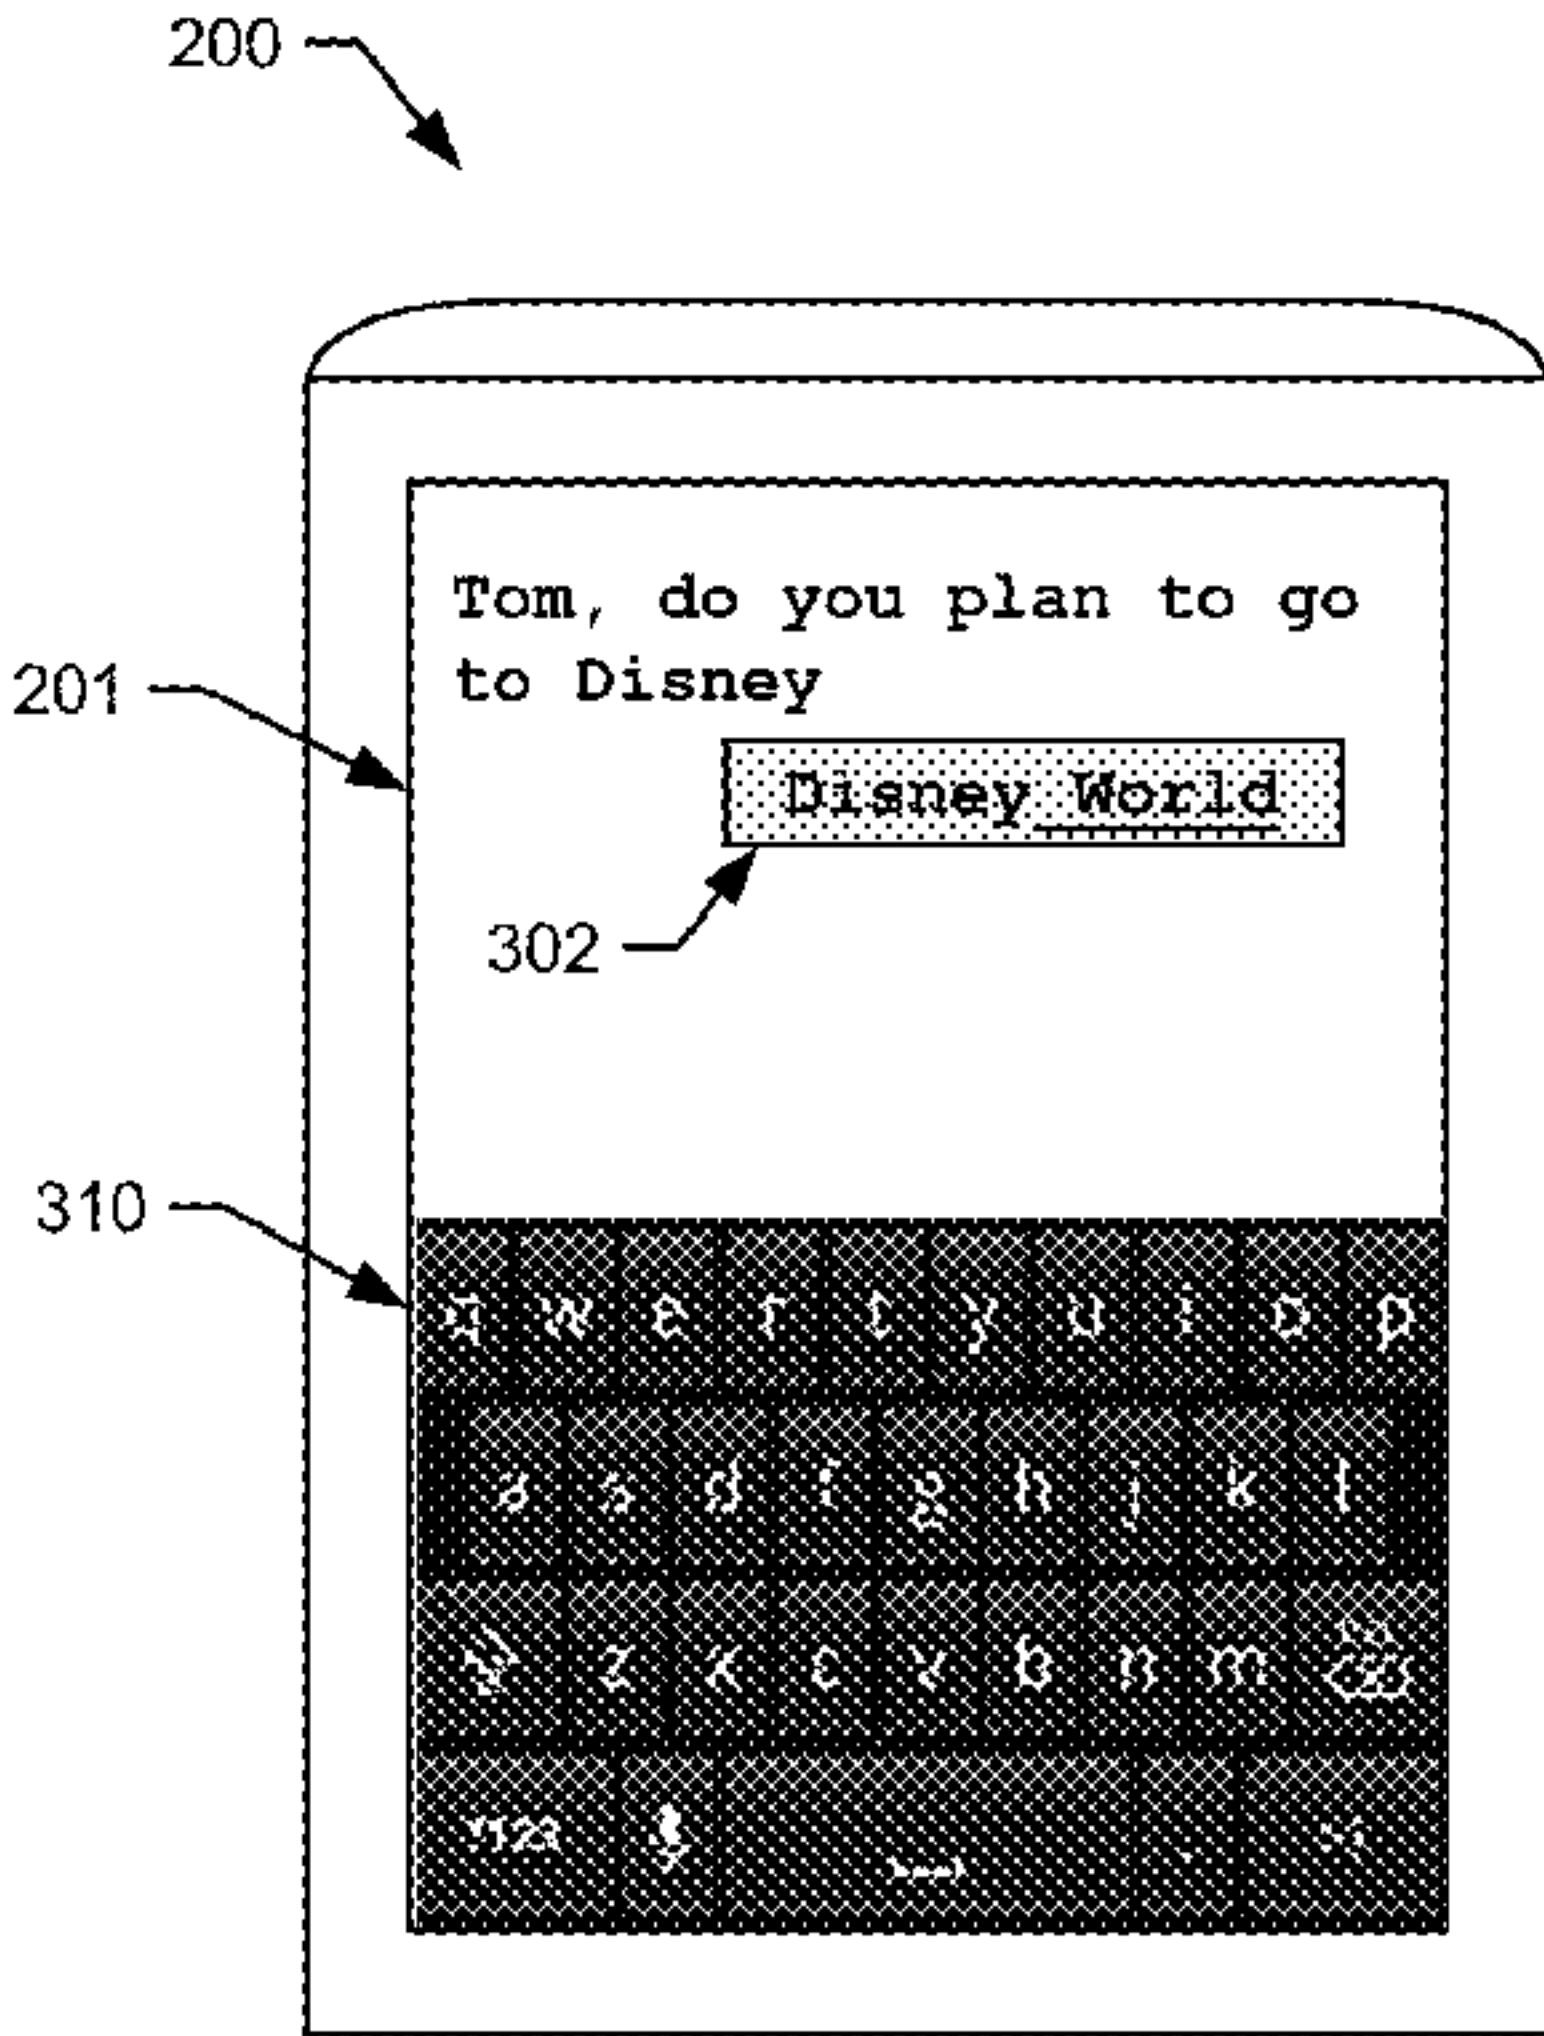 200
Tom, do you plan to go
to Disney
201
Disney World
302
310
q w e r t y u i o p
a s d f g h j k l
z x c v b n m
?123